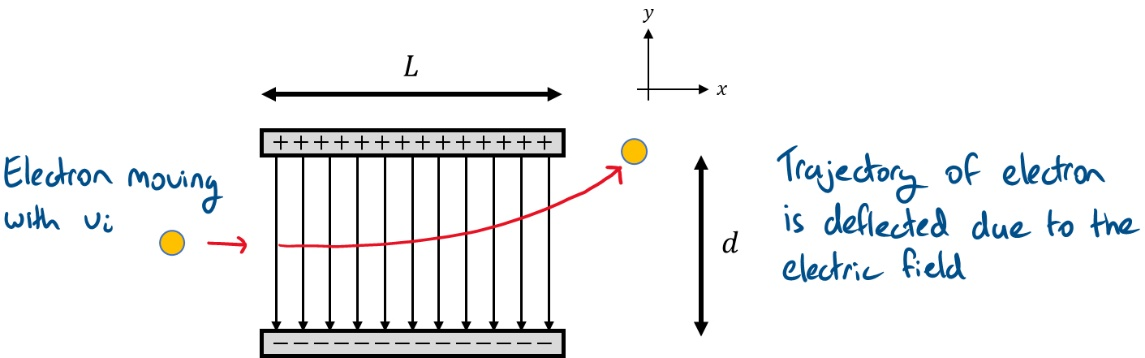 y
x
L
+ + + + + + + + + + + + + +
Electron moving
with vi
d
Trajectory of electron
is deflected due to the
electric field
− − − − − − − − − − − − − −